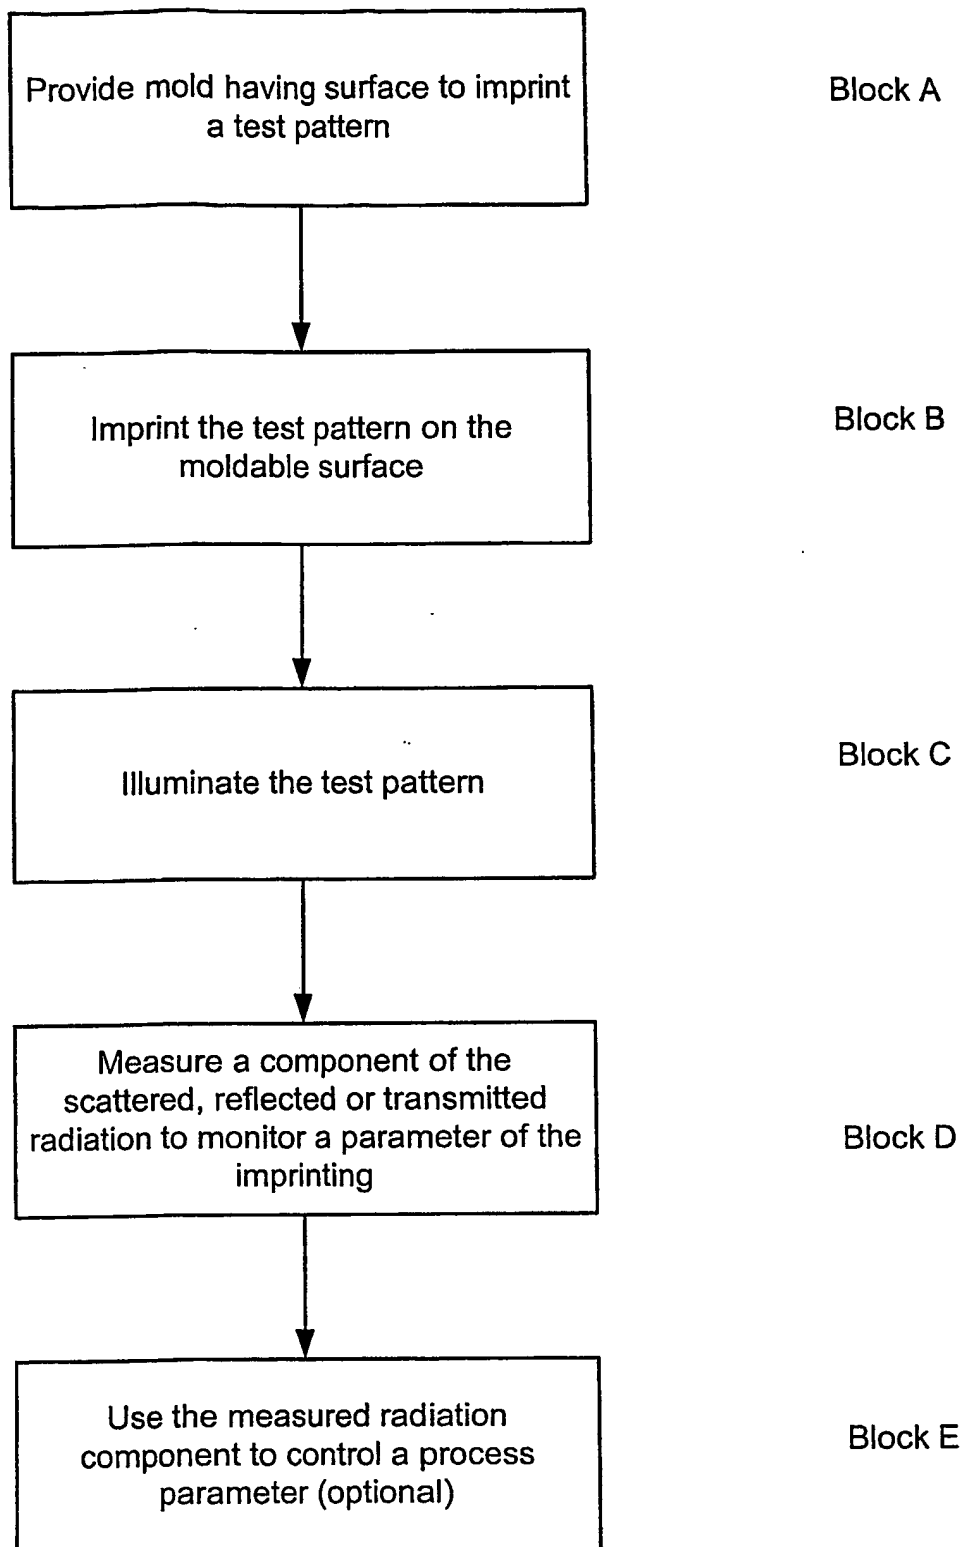 Provide mold having surface to imprint
a test pattern
Block A
Imprint the test pattern on the
moldable surface
Block B
Illuminate the test pattern
Block C
Measure a component of the
scattered, reflected or transmitted
radiation to monitor a parameter of the
imprinting
Block D
Use the measured radiation
component to control a process
parameter (optional)
Block E